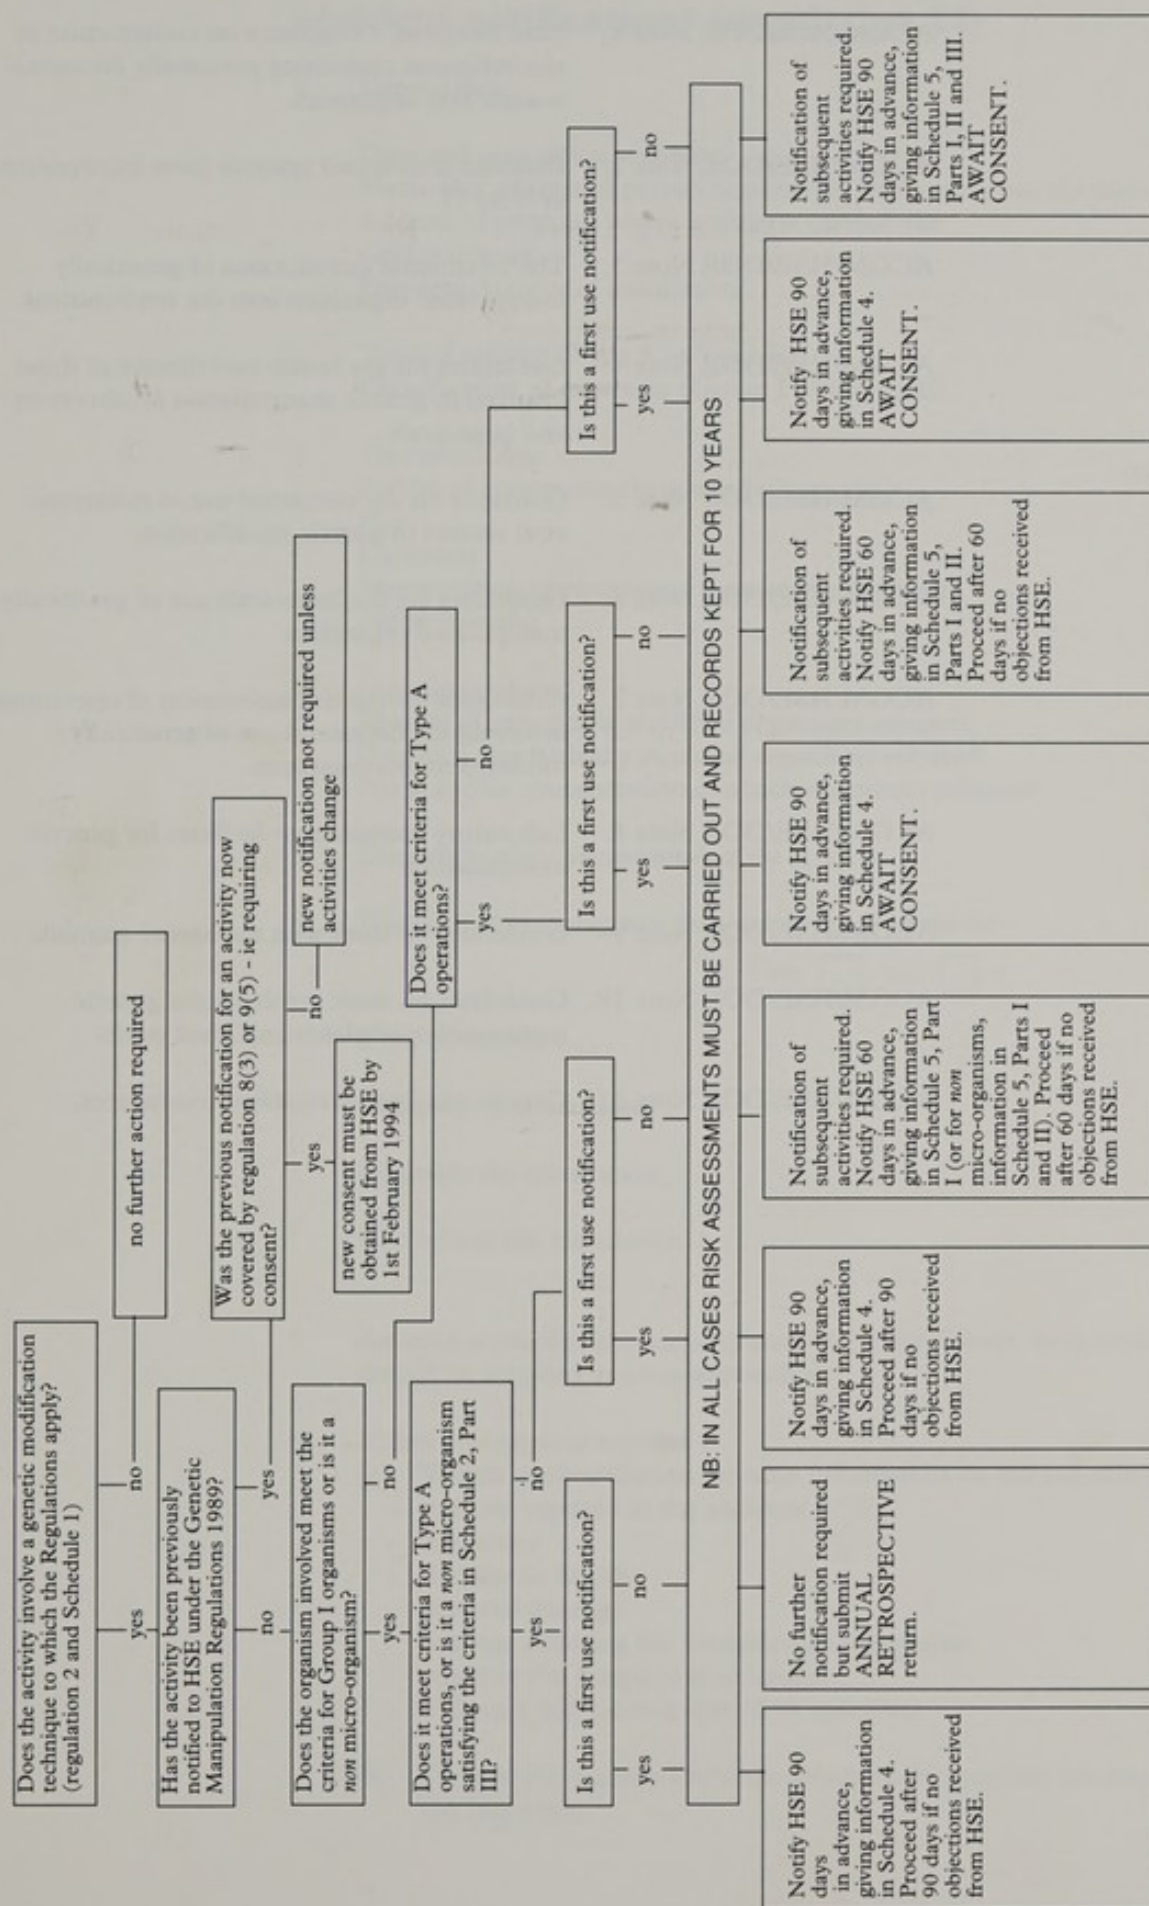 Does the activity involve a genetic modification
technique to which the Regulations apply?
(regulation 2 and Schedule 1)
yes
no
no further action required
Has the activity been previously
notified to HSE under the Genetic
Manipulation Regulations 1989?
no
yes
Was the previous notification for an activity now
covered by regulation 8(3) or 9(5) - ie requiring
consent?
yes
no
new consent must be
obtained from HSE by
1st February 1994
new notification not required unless
activities change
Does the organism involved meet the
criteria for Group I organisms or is it a
non micro-organism?
yes
no
Does it meet criteria for Type A
operations?
yes
no
Does it meet criteria for Type A
operations, or is it a non micro-organism
satisfying the criteria in Schedule 2, Part
III?
yes
no
Is this a first use notification?
yes
no
Is this a first use notification?
yes
no
Is this a first use notification?
yes
no
Is this a first use notification?
yes
no
NB: IN ALL CASES RISK ASSESSMENTS MUST BE CARRIED OUT AND RECORDS KEPT FOR 10 YEARS
Notify HSE 90
days
in advance,
giving information
in Schedule 4.
Proceed after
90 days if no
objections received
from HSE.
No further
notification required
but submit
ANNUAL
RETROSPECTIVE
return.
Notify HSE 90
days in advance,
giving information
in Schedule 4.
Proceed after 90
days if no
objections received
from HSE.
Notification of
subsequent
activities required.
Notify HSE 60
days in advance,
giving information
in Schedule 5, Part
I (or for non
micro-organisms,
information in
Schedule 5, Parts I
and II). Proceed
after 60 days if no
objections received
from HSE.
Notify HSE 90
days in advance,
giving information
in Schedule 4.
AWAIT
CONSENT.
Notification of
subsequent
activities required.
Notify HSE 60
days in advance,
giving information
in Schedule 5,
Parts I and II.
Proceed after 60
days if no
objections received
from HSE.
Notify HSE 90
days in advance,
giving information
in Schedule 4.
AWAIT
CONSENT.
Notification of
subsequent
activities required.
Notify HSE 90
days in advance,
giving information
in Schedule 5,
Parts I, II and III.
AWAIT
CONSENT.